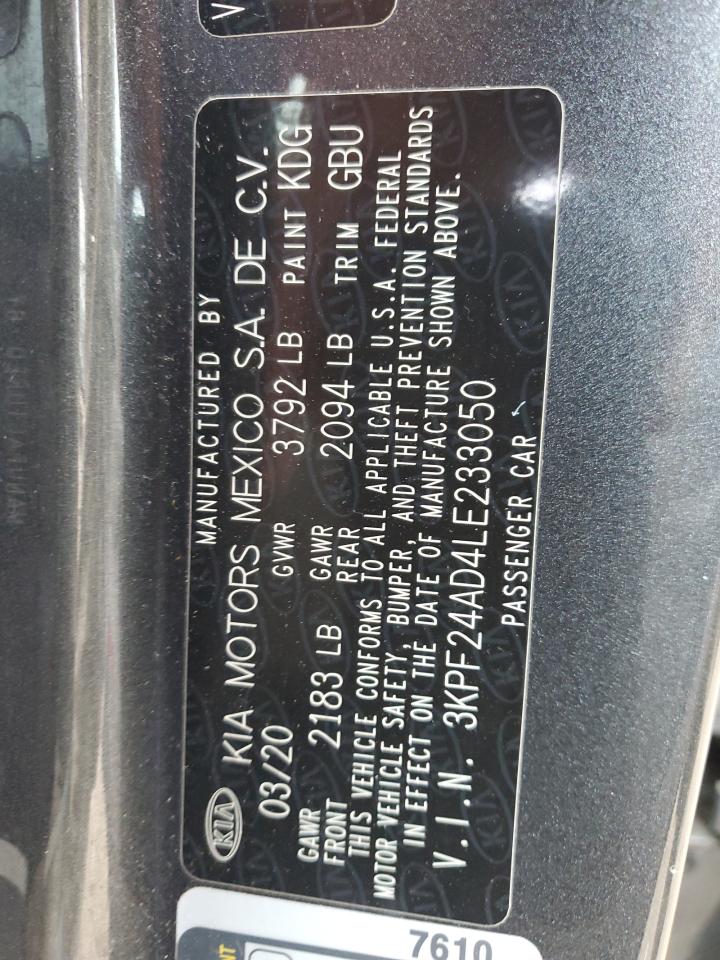 KIA KIA MOTORS MEXICO S.A. DE C.V.
MANUFACTURED BY
03/20 GVWR 3792 LB PAINT KDG
GAWR FRONT 2183 LB GAWR REAR 2094 LB TRIM GBU
THIS VEHICLE CONFORMS TO ALL APPLICABLE U.S.A. FEDERAL
MOTOR VEHICLE SAFETY, BUMPER, AND THEFT PREVENTION STANDARDS
IN EFFECT ON THE DATE OF MANUFACTURE SHOWN ABOVE.
V.I.N. 3KPF24AD4LE233050
PASSENGER CAR
7610